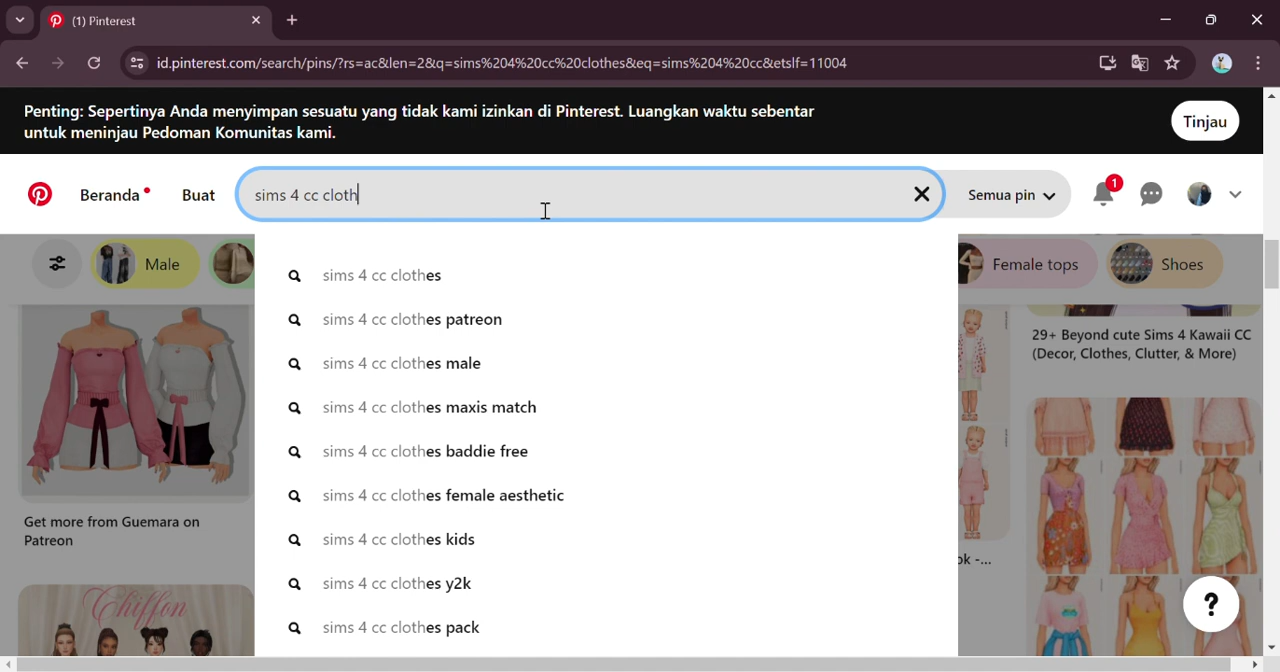 (1) Pinterest
id.pinterest.com/search/pins/?rs=ac&len=2&q=sims%204%20cc%20clothes&eq=sims%204%20cc&etslf=11004
Penting: Sepertinya Anda menyimpan sesuatu yang tidak kami izinkan di Pinterest. Luangkan waktu sebentar
untuk meninjau Pedoman Komunitas kami.
Tinjau
Beranda
Buat
sims 4 cc cloth
Semua pin
1
Male
Female tops
Shoes
sims 4 cc clothes
sims 4 cc clothes patreon
sims 4 cc clothes male
sims 4 cc clothes maxis match
sims 4 cc clothes baddie free
sims 4 cc clothes female aesthetic
sims 4 cc clothes kids
sims 4 cc clothes y2k
sims 4 cc clothes pack
Get more from Guemara on
Patreon
Chiffon
29+ Beyond cute Sims 4 Kawaii CC
(Decor, Clothes, Clutter, & More)
?